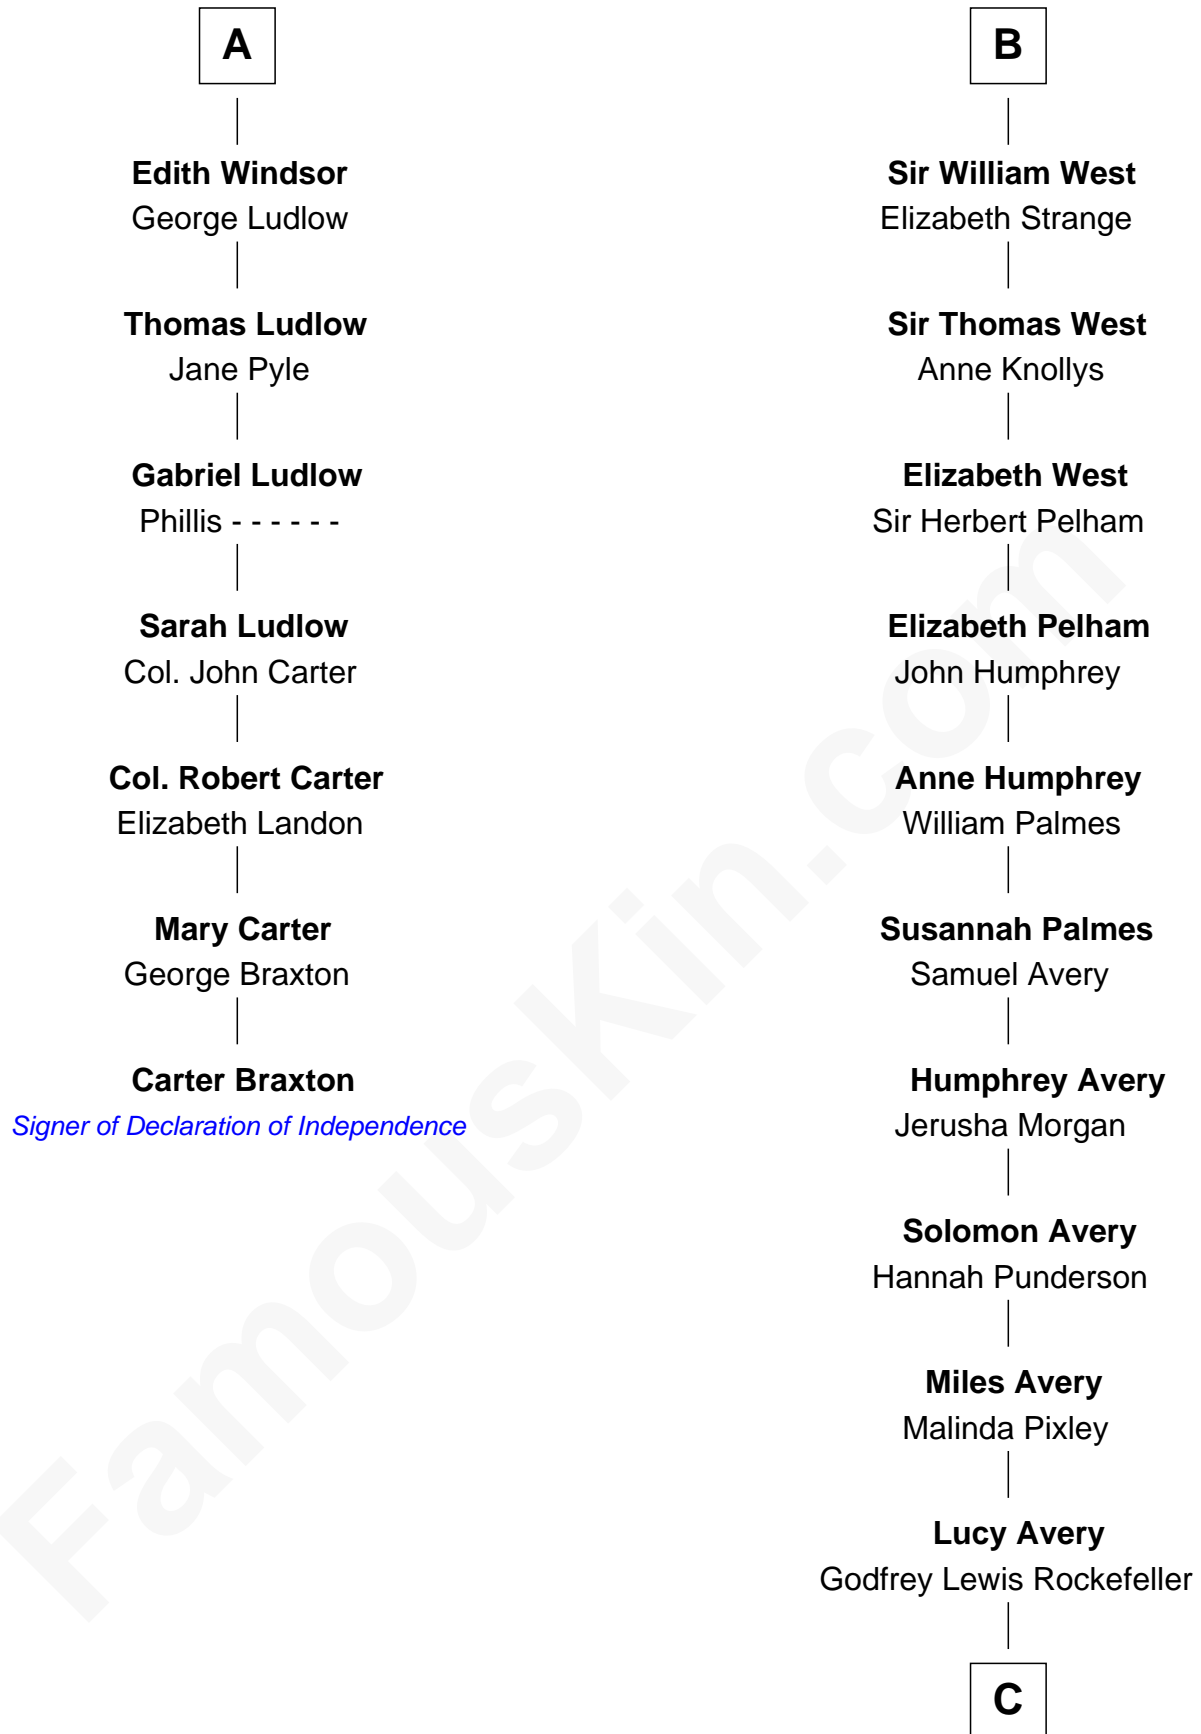 A
Edith Windsor
George Ludlow
Thomas Ludlow
Jane Pyle
Gabriel Ludlow
Phillis - - - - - -
Sarah Ludlow
Col. John Carter
Col. Robert Carter
Elizabeth Landon
Mary Carter
George Braxton
Carter Braxton
Signer of Declaration of Independence
B
Sir William West
Elizabeth Strange
Sir Thomas West
Anne Knollys
Elizabeth West
Sir Herbert Pelham
Elizabeth Pelham
John Humphrey
Anne Humphrey
William Palmes
Susannah Palmes
Samuel Avery
Humphrey Avery
Jerusha Morgan
Solomon Avery
Hannah Punderson
Miles Avery
Malinda Pixley
Lucy Avery
Godfrey Lewis Rockefeller
C
FamousKin.com